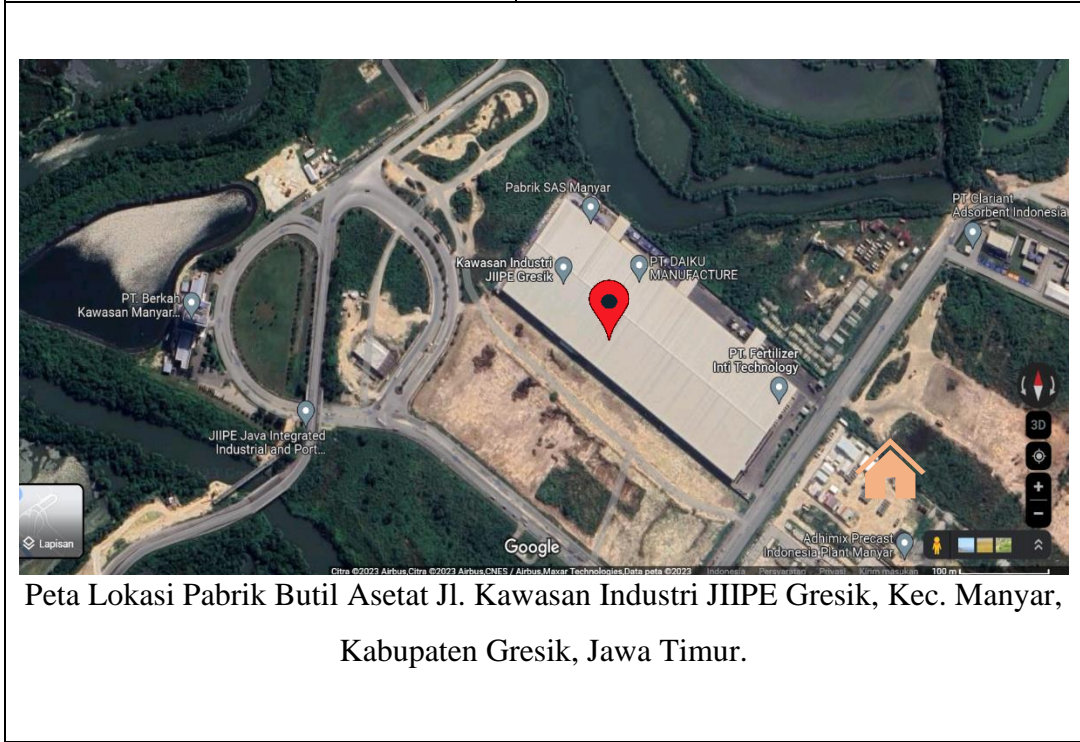 Pabrik SAS Manyar
PT Clariant
Adsorbent Indonesia
Kawasan Industri
JIIPE Gresik
PT. DAIKU
MANUFACTURE
PT. Berkah
Kawasan Manyar...
PT. Fertilizer
Inti Technology
3D
JIIPE Java Integrated
Industrial and Port...
Lapisan
Google
Adhimix Precast
Indonesia Plant Manyar
Citra ©2023 Airbus,Citra ©2023 Airbus,CNES / Airbus,Maxar Technologies,Data peta ©2023 Indonesia Persyaratan Privasi Kirim masukan 100 m
Peta Lokasi Pabrik Butil Asetat Jl. Kawasan Industri JIIPE Gresik, Kec. Manyar,
Kabupaten Gresik, Jawa Timur.